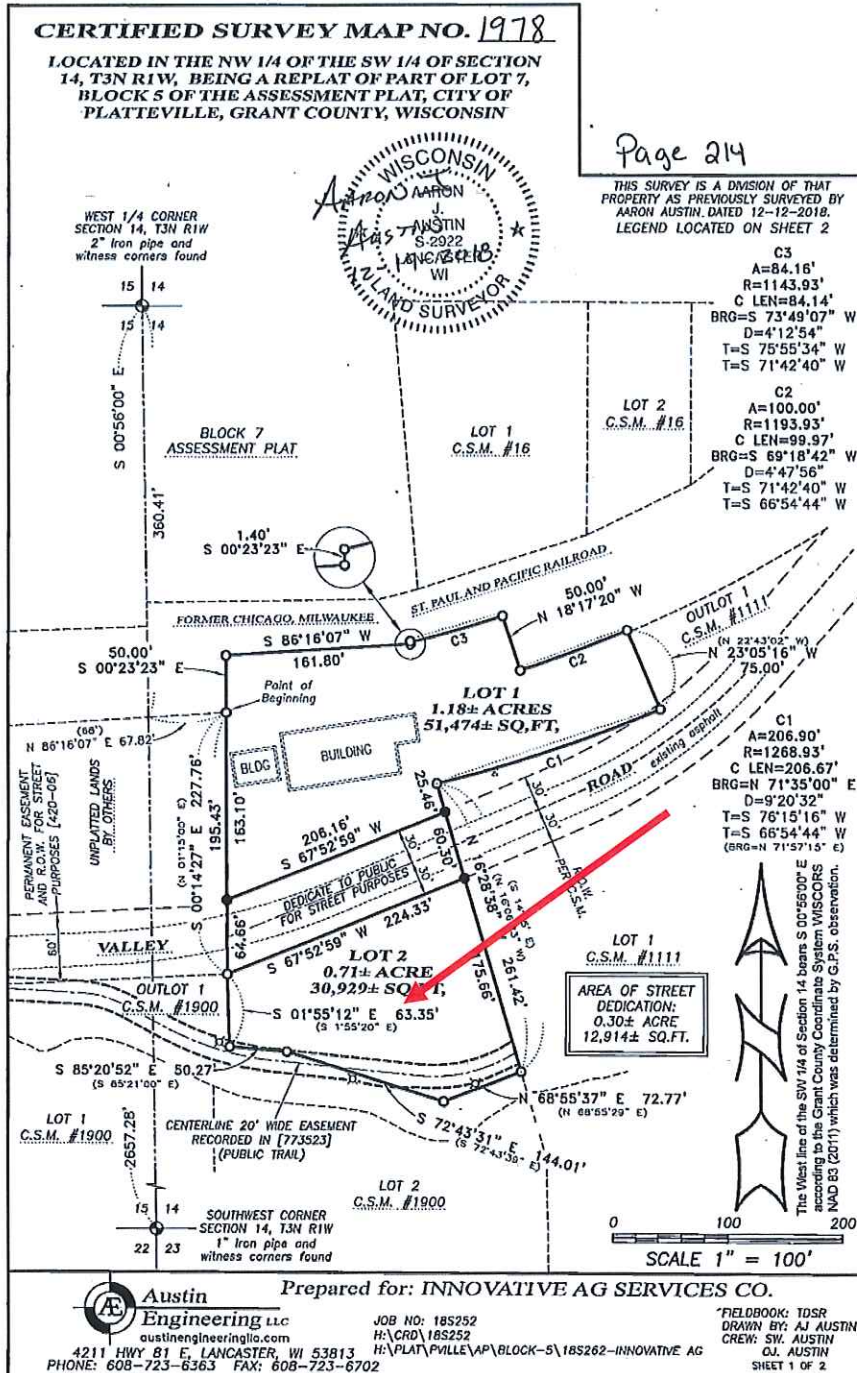 CERTIFIED SURVEY MAP NO. 1978
LOCATED IN THE NW 1/4 OF THE SW 1/4 OF SECTION
14, T3N R1W, BEING A REPLAT OF PART OF LOT 7,
BLOCK 5 OF THE ASSESSMENT PLAT, CITY OF
PLATTEVILLE, GRANT COUNTY, WISCONSIN
Page 214
THIS SURVEY IS A DIVISION OF THAT
PROPERTY AS PREVIOUSLY SURVEYED BY
AARON AUSTIN. DATED 12-12-2018.
LEGEND LOCATED ON SHEET 2
WISCONSIN
AARON
J.
AUSTIN
S-2922
LANCASTER
WI
LAND SURVEYOR
Aaron J
Austin
WEST 1/4 CORNER
SECTION 14, T3N R1W
2" Iron pipe and
witness corners found
15 14
15 14
C3
A=84.16'
R=1143.93'
C LEN=84.14'
BRG=S 73°49'07" W
D=4°12'54"
T=S 75°55'34" W
T=S 71°42'40" W
C2
A=100.00'
R=1193.93'
C LEN=99.97'
BRG=S 69°18'42" W
D=4°47'56"
T=S 71°42'40" W
T=S 66°54'44" W
S 00°56'00" E
360.41'
BLOCK 7
ASSESSMENT PLAT
LOT 1
C.S.M. #16
LOT 2
C.S.M. #16
1.40'
S 00°23'23" E
FORMER CHICAGO, MILWAUKEE
ST. PAUL AND PACIFIC RAILROAD
50.00'
N 18°17'20" W
OUTLOT 1
C.S.M. #1111
50.00'
S 00°23'23" E
S 86°16'07" W
161.80'
C3
C2
(N 22°43'02" W)
N 23°05'16" W
75.00'
Point of
Beginning
LOT 1
1.18± ACRES
51,474± SQ,FT,
(68')
N 86°16'07" E 67.82'
BLDG
BUILDING
C1
ROAD
existing asphalt
C1
A=206.90'
R=1268.93'
C LEN=206.67'
BRG=N 71°35'00" E
D=9°20'32"
T=S 76°15'16" W
T=S 66°54'44" W
(BRG=N 71°57'15" E)
PERMANENT EASEMENT
AND R.O.W. FOR STREET
PURPOSES [420-06]
UNPLATTED LANDS
BY OTHERS
(N 01°15'00" E)
S 00°14'27" E 227.76'
195.43'
163.10'
25.46'
60.30'
206.16'
S 67°52'59" W
30'
30'
30'
30'
DEDICATE TO PUBLIC
FOR STREET PURPOSES
R.O.W.
PER C.S.M.
64.66'
S 67°52'59" W 224.33'
60'
VALLEY
LOT 2
0.71± ACRE
261.42'
LOT 1
C.S.M. #1111
OUTLOT 1
C.S.M. #1900
S 01°55'12" E 63.35'
(S 1°55'20" E)
AREA OF STREET
DEDICATION:
0.30± ACRE
12,914± SQ.FT.
S 85°20'52" E 50.27'
(S 85°21'00" E)
N 68°55'37" E 72.77'
(N 68°55'29" E)
LOT 1
C.S.M. #1900
CENTERLINE 20' WIDE EASEMENT
RECORDED IN [773523]
(PUBLIC TRAIL)
S 72°43'31" E 144.01'
(S 72°43'39" E)
2657.28'
LOT 2
C.S.M. #1900
15 14
22 23
SOUTHWEST CORNER
SECTION 14, T3N R1W
1" Iron pipe and
witness corners found
The West line of the SW 1/4 of Section 14 bears S 00°56'00" E
according to the Grant County Coordinate System WISCORS
NAD 83 (2011) which was determined by G.P.S. observation.
0 100 200
SCALE 1" = 100'
Æ
Austin
Engineering LLC
austinengineeringllc.com
4211 HWY 81 E, LANCASTER, WI 53813
PHONE: 608-723-6363 FAX: 608-723-6702
Prepared for: INNOVATIVE AG SERVICES CO.
JOB NO: 18S252
H:\CRD\18S252
H:\PLAT\PVILLE\AP\BLOCK-5\18S262-INNOVATIVE AG
FIELDBOOK: TDSR
DRAWN BY: AJ AUSTIN
CREW: SW. AUSTIN
OJ. AUSTIN
SHEET 1 OF 2